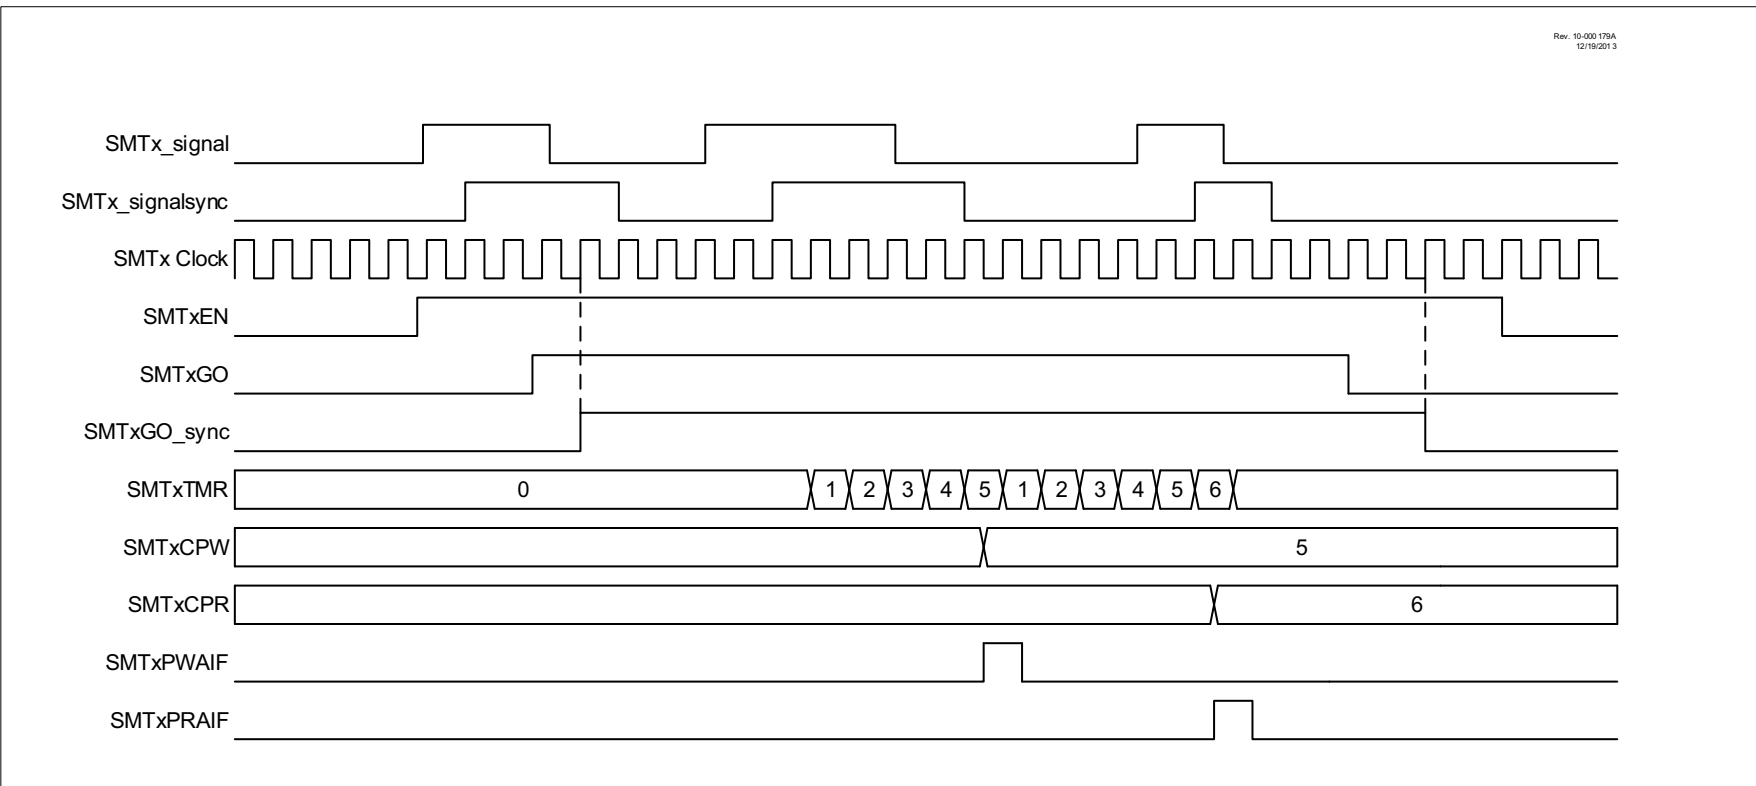 Rev. 10-000 179A
12/19/201 3
SMTx_signal
SMTx_signalsync
SMTx Clock
SMTxEN
SMTxGO
SMTxGO_sync
SMTxTMR 0 1 2 3 4 5 1 2 3 4 5 6
SMTxCPW 5
SMTxCPR 6
SMTxPWAIF
SMTxPRAIF